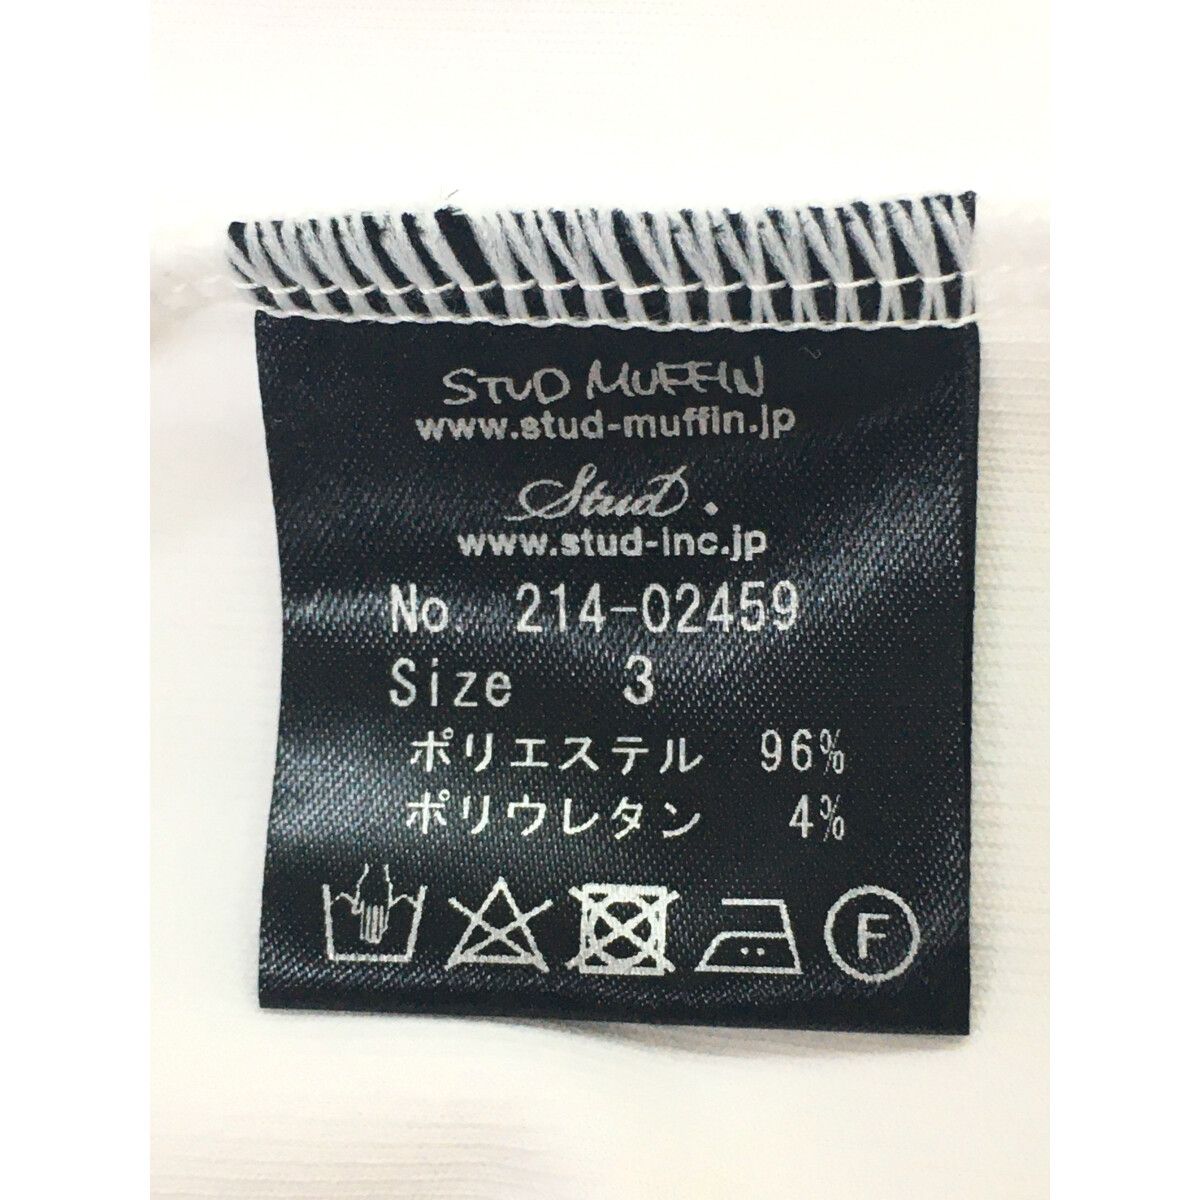 STUD MUFFIN
www.stud-muffin.jp
Stud.
www.stud-inc.jp
No. 214-02459
Size 3
ポリエステル 96%
ポリウレタン 4%
F